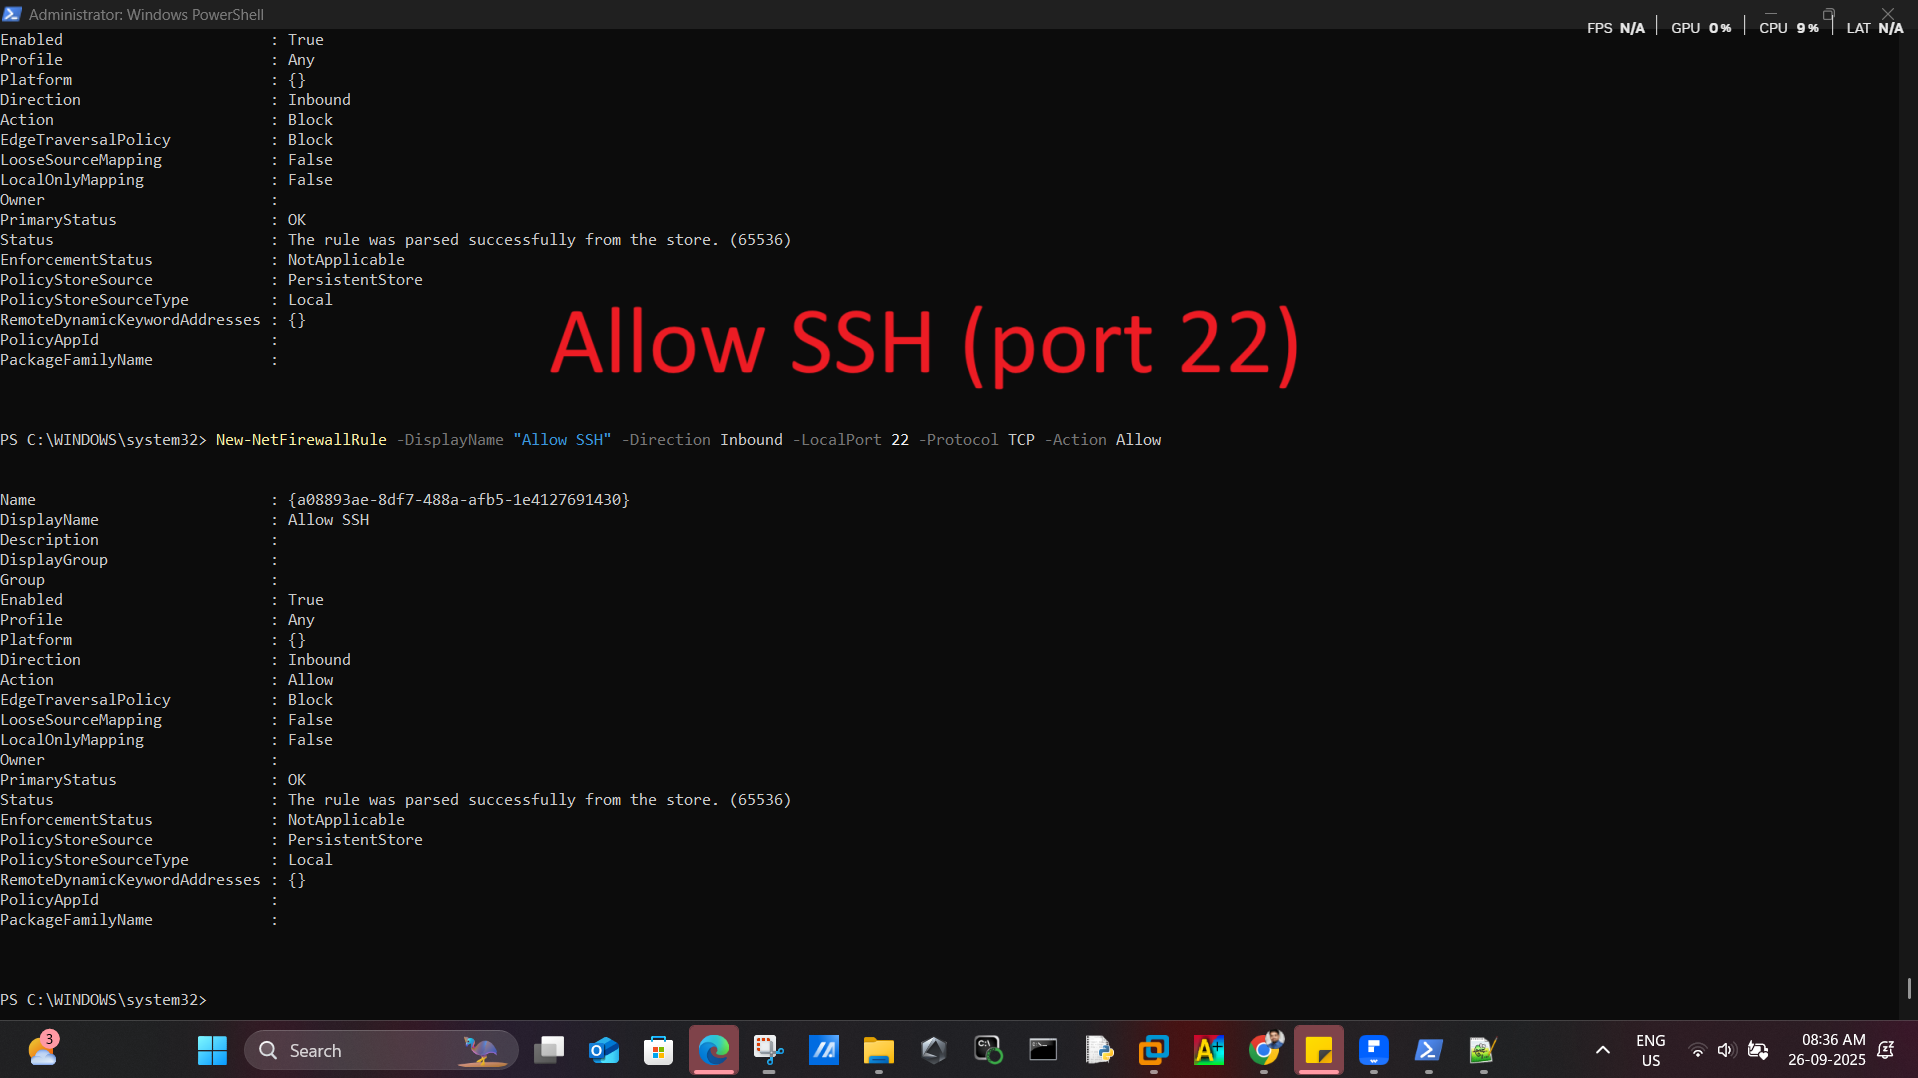 Administrator: Windows PowerShell
FPS N/A | GPU 0% | CPU 9% | LAT N/A
Enabled : True
Profile : Any
Platform : {}
Direction : Inbound
Action : Block
EdgeTraversalPolicy : Block
LooseSourceMapping : False
LocalOnlyMapping : False
Owner :
PrimaryStatus : OK
Status : The rule was parsed successfully from the store. (65536)
EnforcementStatus : NotApplicable
PolicyStoreSource : PersistentStore
PolicyStoreSourceType : Local
RemoteDynamicKeywordAddresses : {}
PolicyAppId :
PackageFamilyName :
Allow SSH (port 22)
PS C:\WINDOWS\system32> New-NetFirewallRule -DisplayName "Allow SSH" -Direction Inbound -LocalPort 22 -Protocol TCP -Action Allow
Name : {a08893ae-8df7-488a-afb5-1e4127691430}
DisplayName : Allow SSH
Description :
DisplayGroup :
Group :
Enabled : True
Profile : Any
Platform : {}
Direction : Inbound
Action : Allow
EdgeTraversalPolicy : Block
LooseSourceMapping : False
LocalOnlyMapping : False
Owner :
PrimaryStatus : OK
Status : The rule was parsed successfully from the store. (65536)
EnforcementStatus : NotApplicable
PolicyStoreSource : PersistentStore
PolicyStoreSourceType : Local
RemoteDynamicKeywordAddresses : {}
PolicyAppId :
PackageFamilyName :
PS C:\WINDOWS\system32>
3
Search
ENG
US
08:36 AM
26-09-2025